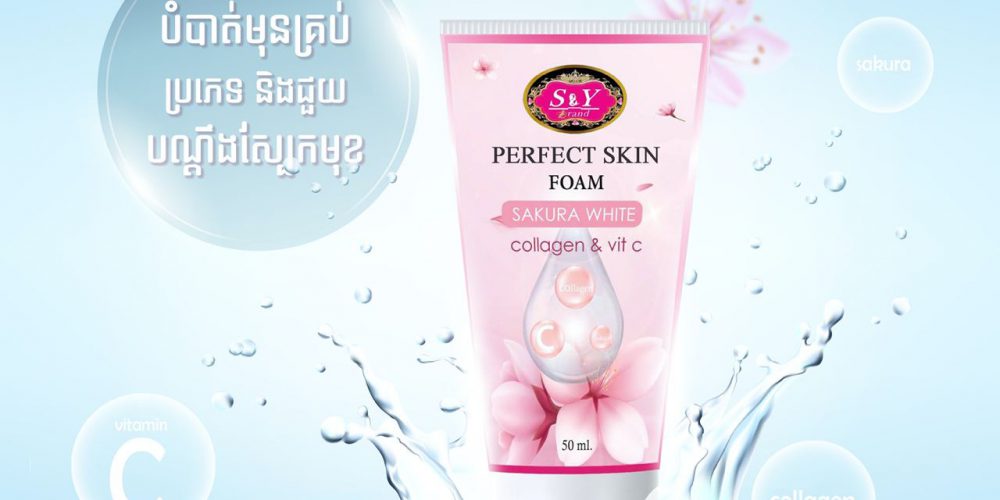 បំបាត់មុនគ្រប់
ប្រភេទ និងជួយ
បណ្ដឹងស្បែកមុខ
S&Y
Brand
PERFECT SKIN
FOAM
SAKURA WHITE
collagen & vit c
collagen
C
50 ml.
sakura
vitamin
C
collagen